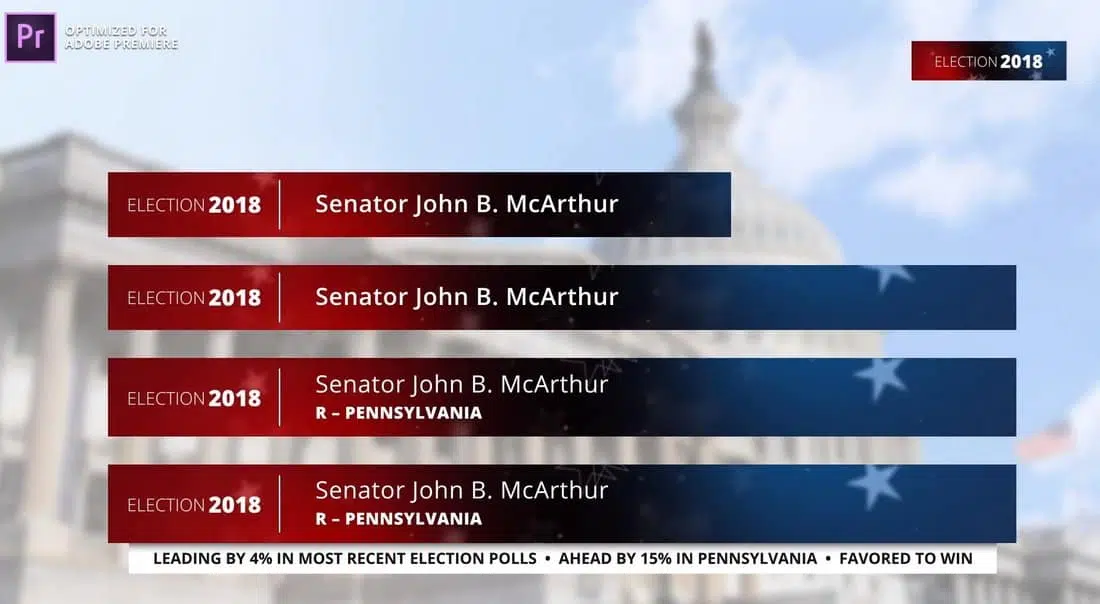 Pr
OPTIMIZED FOR
ADOBE PREMIERE
ELECTION 2018
ELECTION 2018 Senator John B. McArthur
ELECTION 2018 Senator John B. McArthur
ELECTION 2018 Senator John B. McArthur
R – PENNSYLVANIA
ELECTION 2018 Senator John B. McArthur
R – PENNSYLVANIA
LEADING BY 4% IN MOST RECENT ELECTION POLLS • AHEAD BY 15% IN PENNSYLVANIA • FAVORED TO WIN